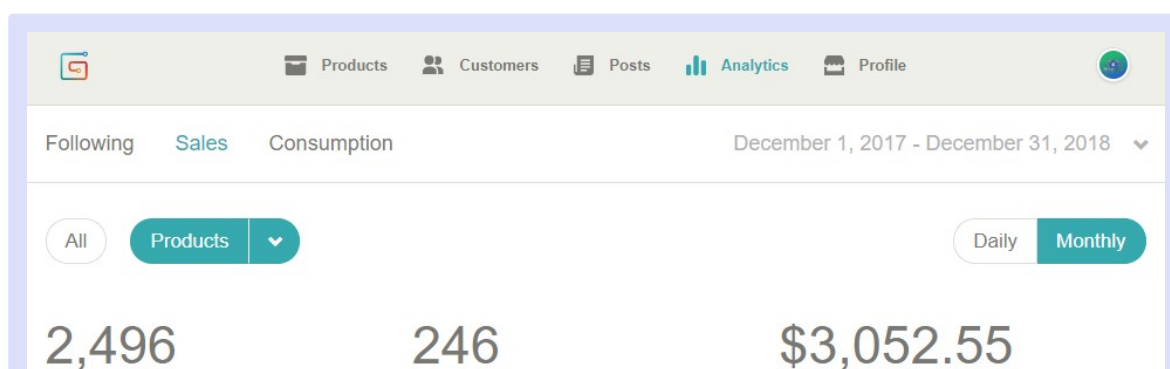 Products Customers Posts Analytics Profile
Following Sales Consumption December 1, 2017 - December 31, 2018
All Products Daily Monthly
2,496 246 $3,052.55